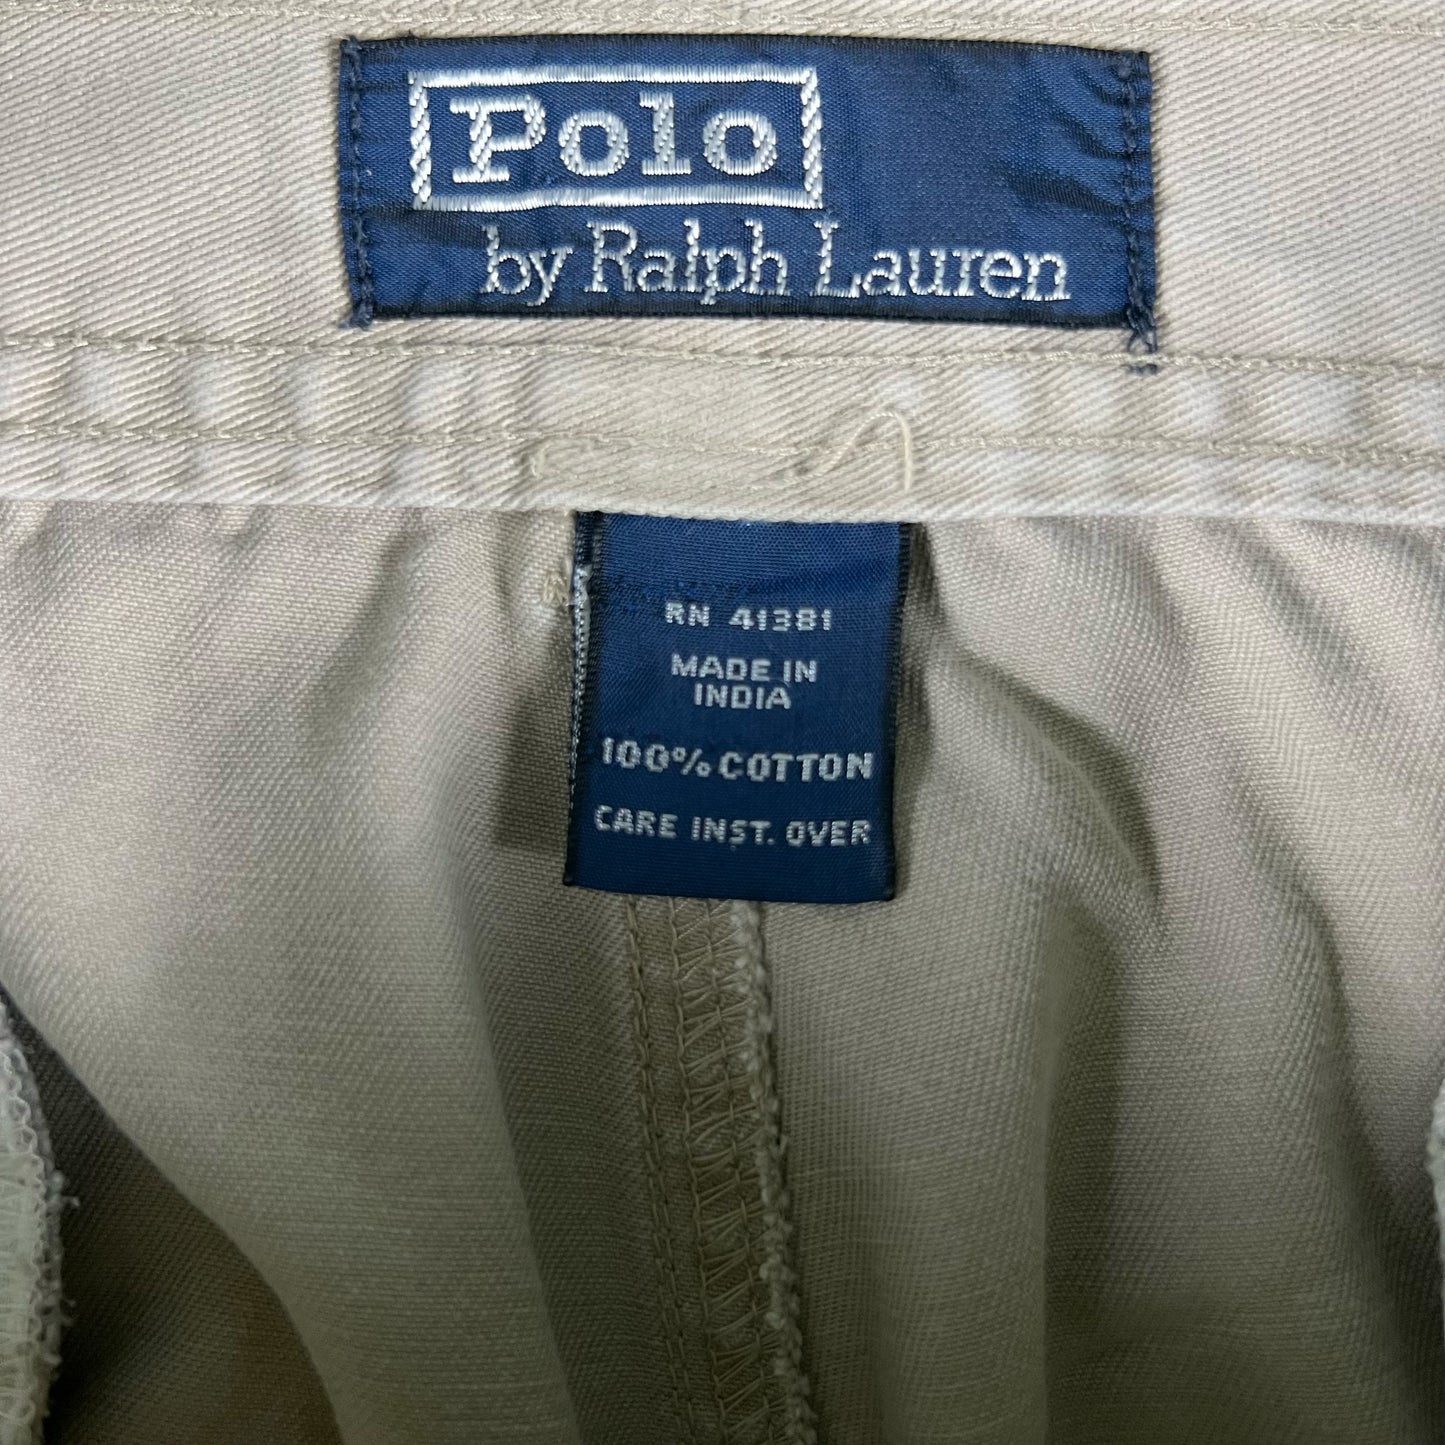 Polo
by Ralph Lauren
RN 41381
MADE IN
INDIA
100% COTTON
CARE INST. OVER